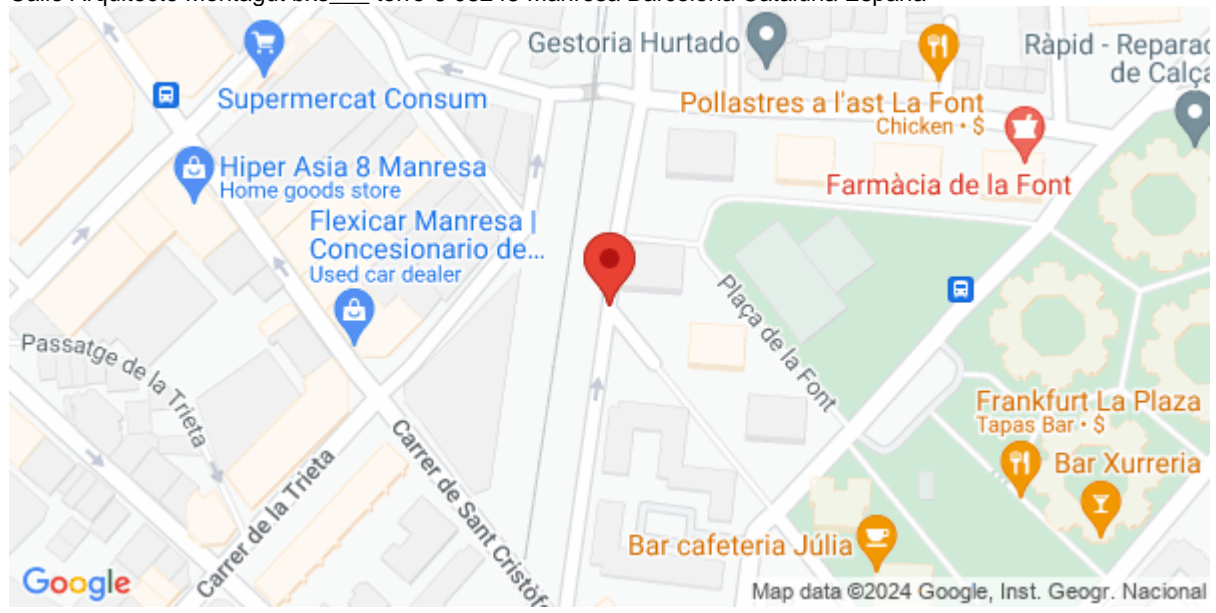 Gestoria Hurtado
Ràpid - Reparac
de Calça
Supermercat Consum
Pollastres a l'ast La Font
Chicken • $
Hiper Asia 8 Manresa
Home goods store
Farmàcia de la Font
Flexicar Manresa |
Concesionario de...
Used car dealer
Plaça de la Font
Passatge de la Trieta
Frankfurt La Plaza
Tapas Bar • $
Carrer de la Trieta
Carrer de Sant Cristòf
Bar Xurreria
Bar cafeteria Júlia
Google
Map data ©2024 Google, Inst. Geogr. Nacional